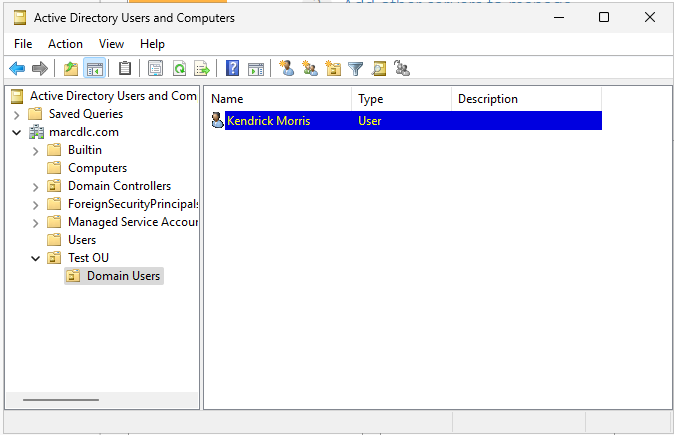 Active Directory Users and Computers
File Action View Help
Active Directory Users and Com
Saved Queries
marcdlc.com
Builtin
Computers
Domain Controllers
ForeignSecurityPrincipals
Managed Service Accour
Users
Test OU
Domain Users
Name Type Description
Kendrick Morris User